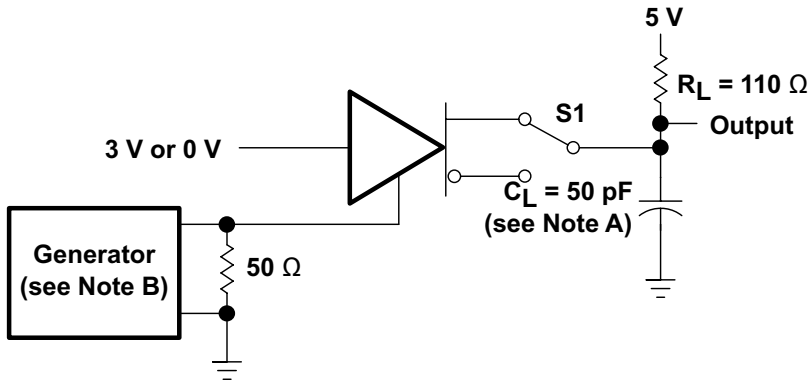 5 V
R_L = 110 Ω
S1
Output
3 V or 0 V
C_L = 50 pF
(see Note A)
Generator
(see Note B)
50 Ω